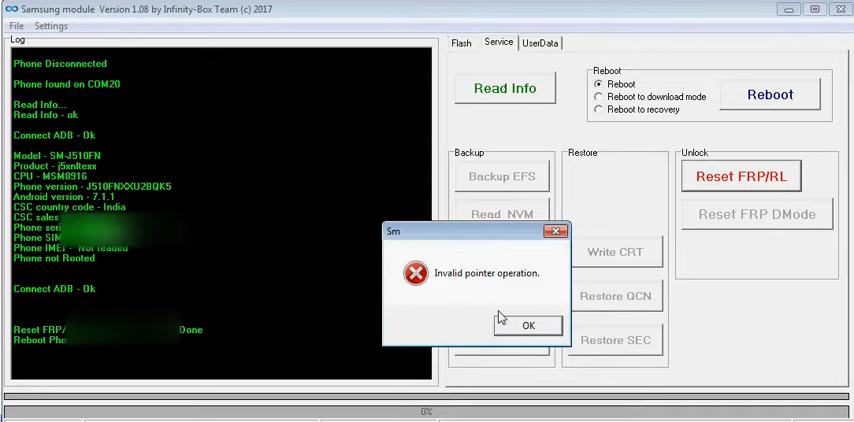 Samsung module Version 1.08 by Infinity-Box Team (c) 2017
File Settings
Log
Phone Disconnected
Phone found on COM20
Read Info...
Read Info - ok
Connect ADB - Ok
Model - SM-J510FN
Product - j5xnltexx
CPU - MSM8916
Phone version - J510FNXXU2BQK5
Android version - 7.1.1
CSC country code - India
CSC sales
Phone
Phone
Phone IMEI - Not readed
Phone not Rooted
Connect ADB - Ok
Reset FRP/ Done
Reboot
Flash Service UserData
Read Info
Reboot
Reboot
Reboot to download mode
Reboot to recovery
Reboot
Backup
Backup EFS
Read NVM
Restore
Write CRT
Restore QCN
Restore SEC
Unlock
Reset FRP/RL
Reset FRP DMode
Sm
Invalid pointer operation.
OK
0%